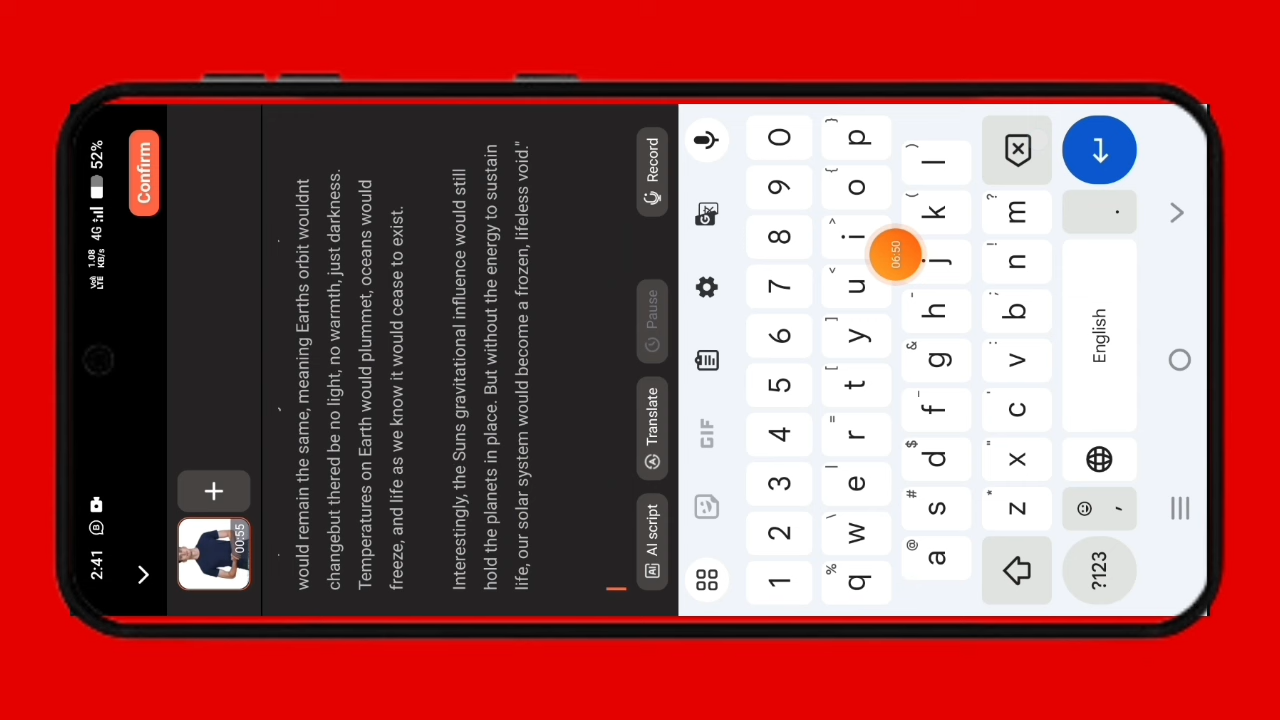 2:41
Vo) LTE 1.08 KB/s 4G 52%
Confirm
00:55
would remain the same, meaning Earths orbit wouldnt
changebut thered be no light, no warmth, just darkness.
Temperatures on Earth would plummet, oceans would
freeze, and life as we know it would cease to exist.
Interestingly, the Suns gravitational influence would still
hold the planets in place. But without the energy to sustain
life, our solar system would become a frozen, lifeless void."
AI script Translate Pause Record
GIF
1 2 3 4 5 6 7 8 9 0
% \ | = [ ] < > { }
q w e r t y u i o p
06:50
@ # $ _ & - ( )
a s d f g h j k l
* " ' : ; ! ?
z x c v b n m
?123 , English .